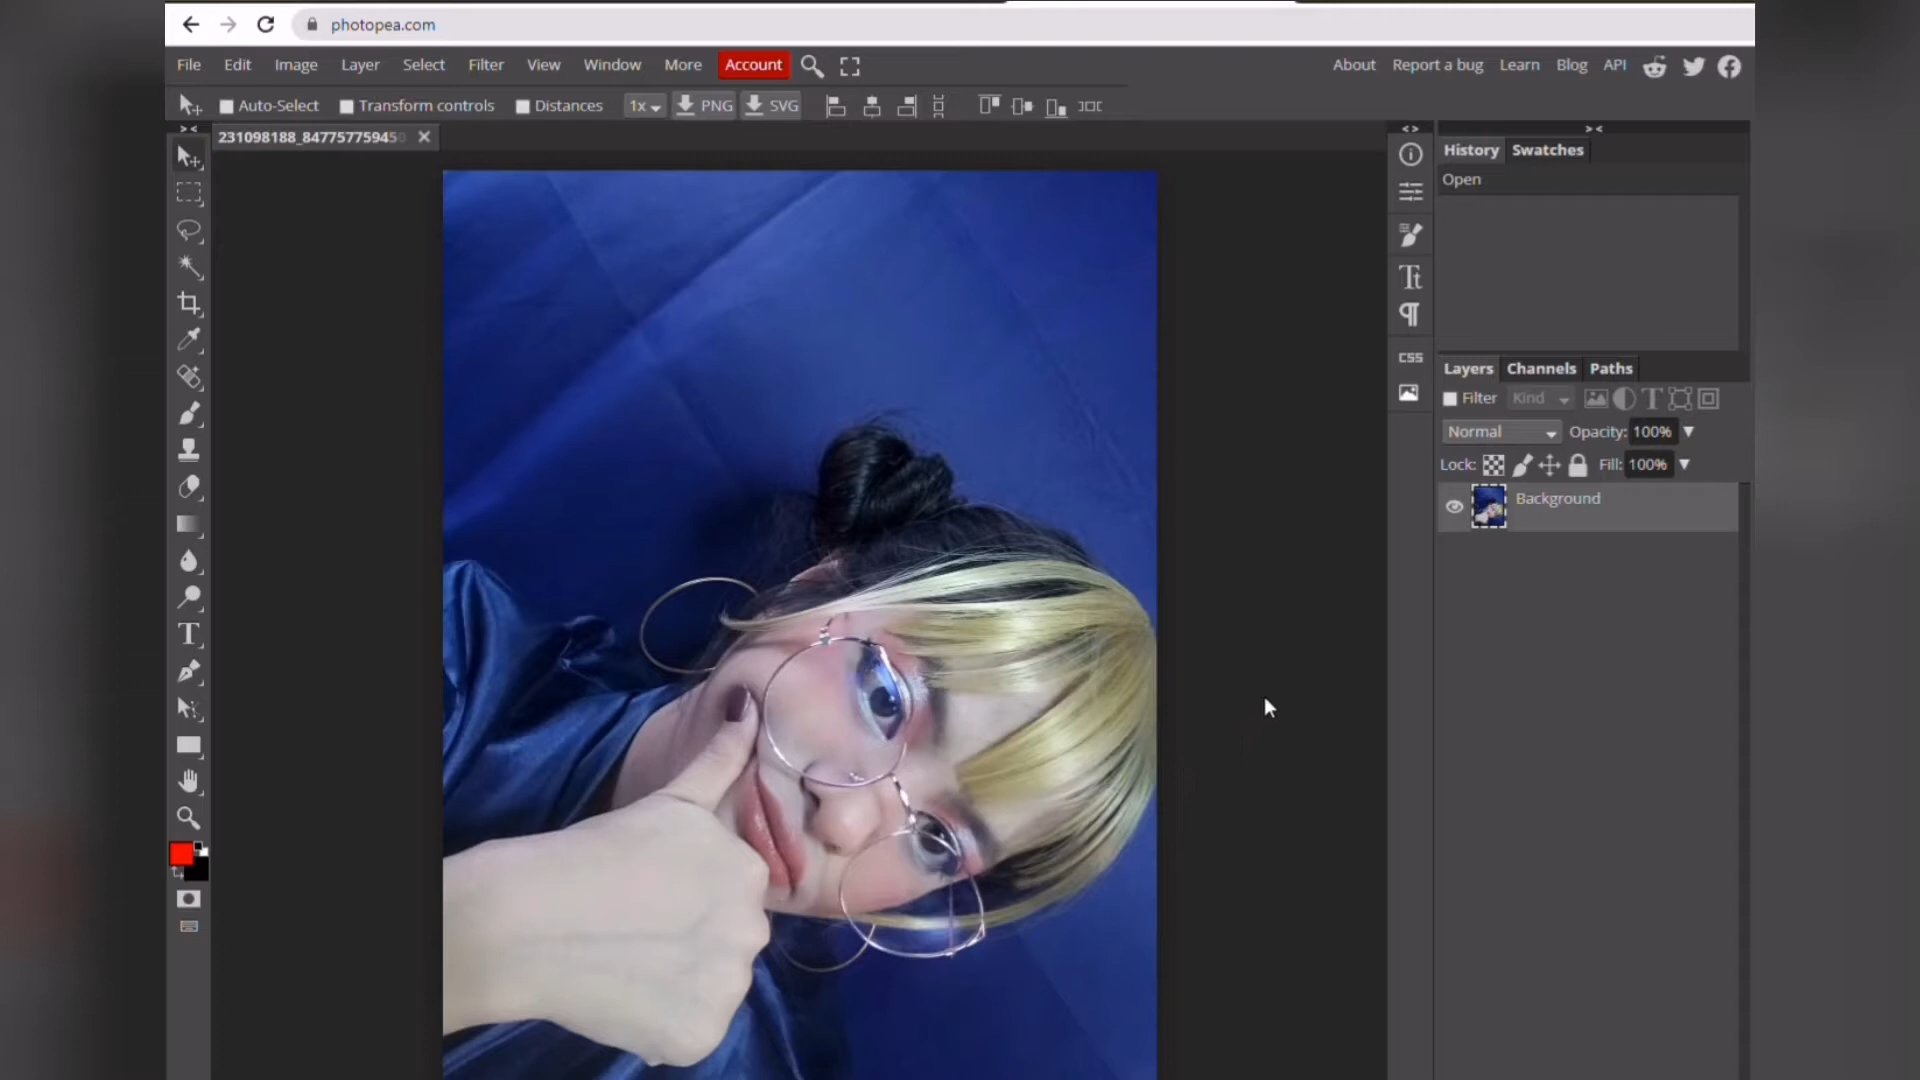 photopea.com
File Edit Image Layer Select Filter View Window More Account About Report a bug Learn Blog API
Auto-Select Transform controls Distances 1x PNG SVG
231098188_8477577594
History Swatches
Open
CSS
Layers Channels Paths
Filter Kind
Normal Opacity: 100%
Lock: Fill: 100%
Background